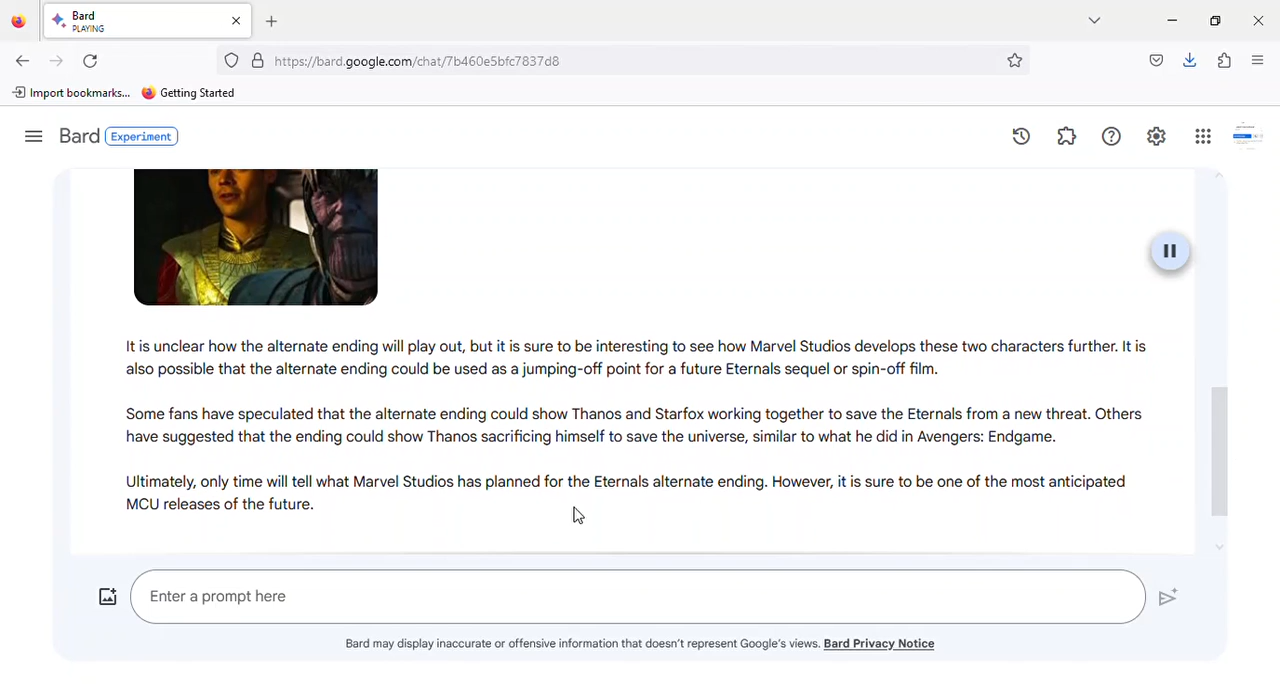 Bard
PLAYING
https://bard.google.com/chat/7b460e5bfc7837d8
Import bookmarks...
Getting Started
Bard
Experiment
It is unclear how the alternate ending will play out, but it is sure to be interesting to see how Marvel Studios develops these two characters further. It is
also possible that the alternate ending could be used as a jumping-off point for a future Eternals sequel or spin-off film.
Some fans have speculated that the alternate ending could show Thanos and Starfox working together to save the Eternals from a new threat. Others
have suggested that the ending could show Thanos sacrificing himself to save the universe, similar to what he did in Avengers: Endgame.
Ultimately, only time will tell what Marvel Studios has planned for the Eternals alternate ending. However, it is sure to be one of the most anticipated
MCU releases of the future.
Enter a prompt here
Bard may display inaccurate or offensive information that doesn't represent Google's views. Bard Privacy Notice